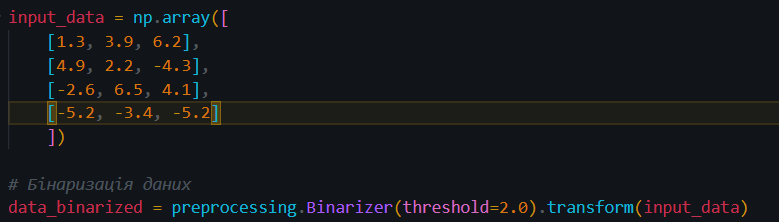 input_data = np.array([
    [1.3, 3.9, 6.2],
    [4.9, 2.2, -4.3],
    [-2.6, 6.5, 4.1],
    [-5.2, -3.4, -5.2]
    ])
# Бінаризація даних
data_binarized = preprocessing.Binarizer(threshold=2.0).transform(input_data)